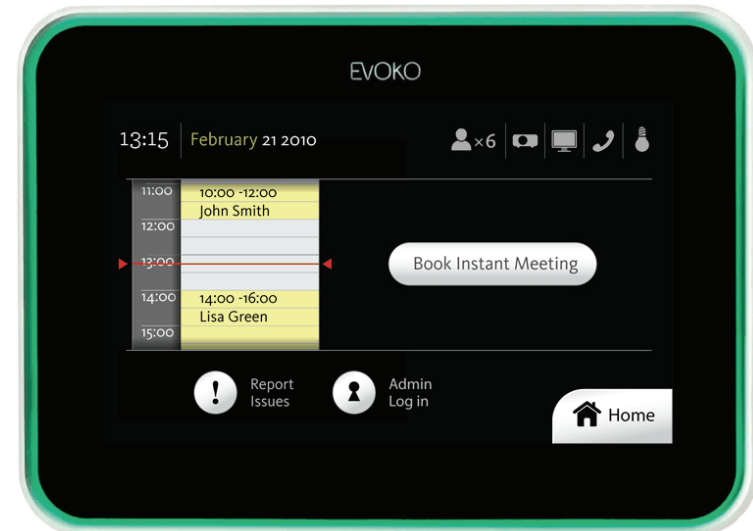 EVOKO
13:15 February 21 2010 ×6
11:00
10:00 -12:00
John Smith
12:00
13:00
14:00
14:00 -16:00
Lisa Green
15:00
Book Instant Meeting
Report
Issues
Admin
Log in
Home